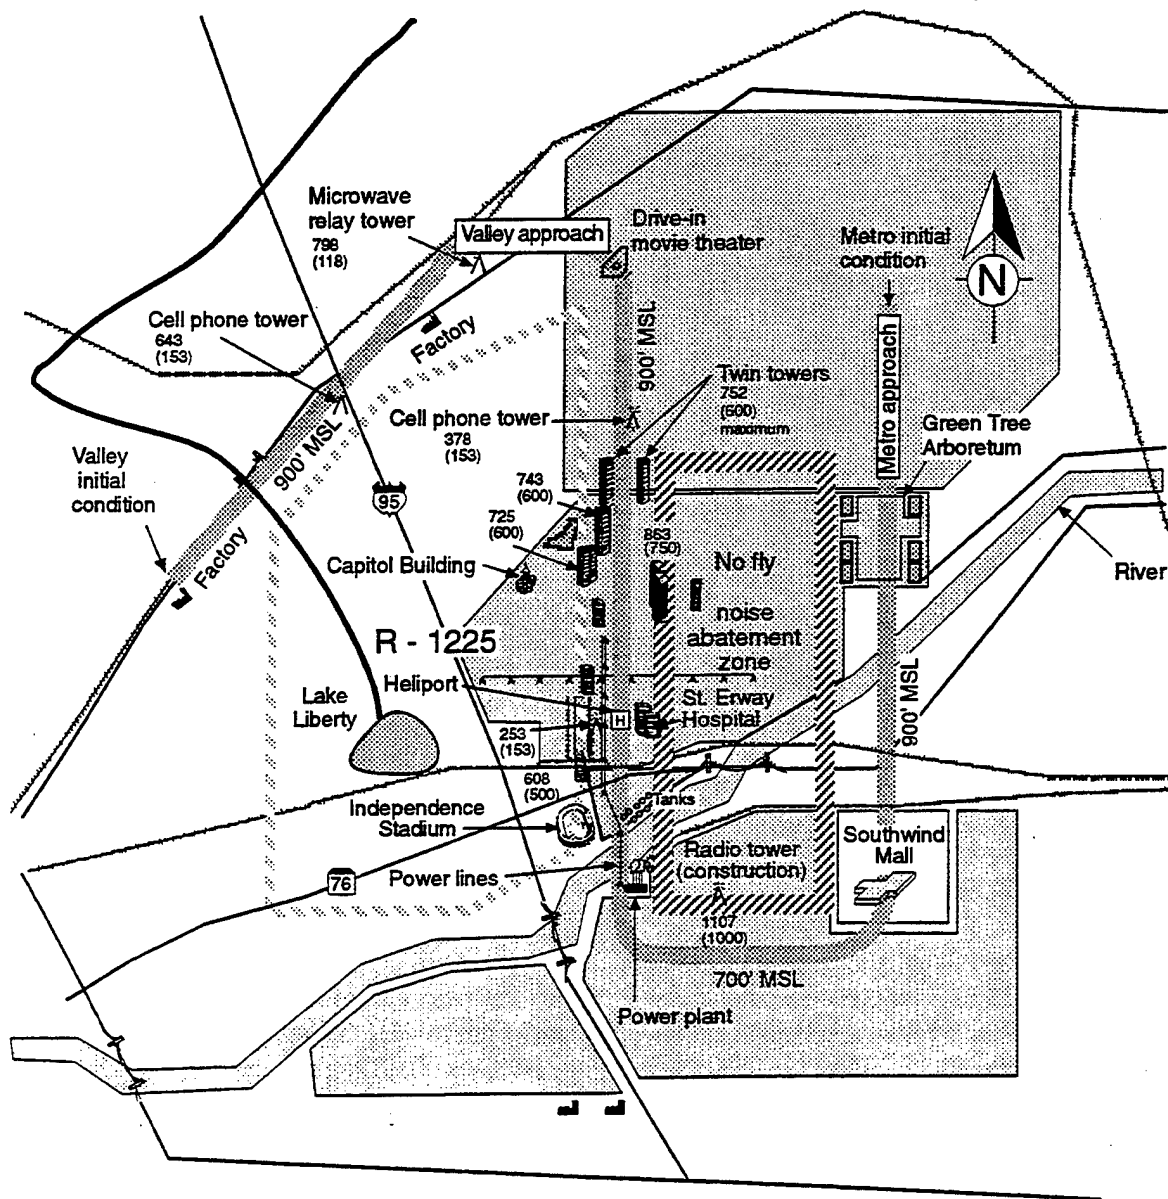 Microwave
relay tower
798
(118)
Valley approach
Drive-in
movie theater
Metro initial
condition
N
Cell phone tower
643
(153)
Factory
900' MSL
Twin towers
752
(600)
maximum
Metro approach
Cell phone tower
378
(153)
Green Tree
Arboretum
Valley
initial
condition
900' MSL
95
743
(600)
725
(600)
863
(750)
Factory
Capitol Building
No fly
noise
abatement
zone
River
R - 1225
Heliport
H
St. Erway
Hospital
Lake
Liberty
253
(153)
900' MSL
608
(500)
Tanks
Independence
Stadium
Southwind
Mall
76
Power lines
Radio tower
(construction)
1107
(1000)
700' MSL
Power plant